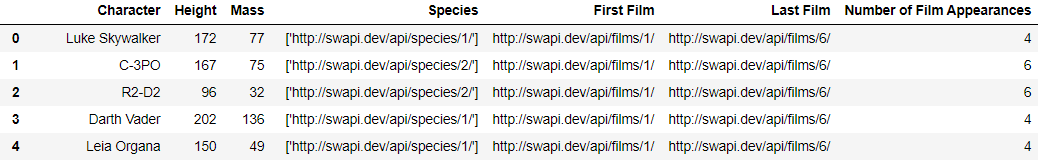 Character Height Mass Species First Film Last Film Number of Film Appearances
0 Luke Skywalker 172 77 ['http://swapi.dev/api/species/1/'] http://swapi.dev/api/films/1/ http://swapi.dev/api/films/6/ 4
1 C-3PO 167 75 ['http://swapi.dev/api/species/2/'] http://swapi.dev/api/films/1/ http://swapi.dev/api/films/6/ 6
2 R2-D2 96 32 ['http://swapi.dev/api/species/2/'] http://swapi.dev/api/films/1/ http://swapi.dev/api/films/6/ 6
3 Darth Vader 202 136 ['http://swapi.dev/api/species/1/'] http://swapi.dev/api/films/1/ http://swapi.dev/api/films/6/ 4
4 Leia Organa 150 49 ['http://swapi.dev/api/species/1/'] http://swapi.dev/api/films/1/ http://swapi.dev/api/films/6/ 4